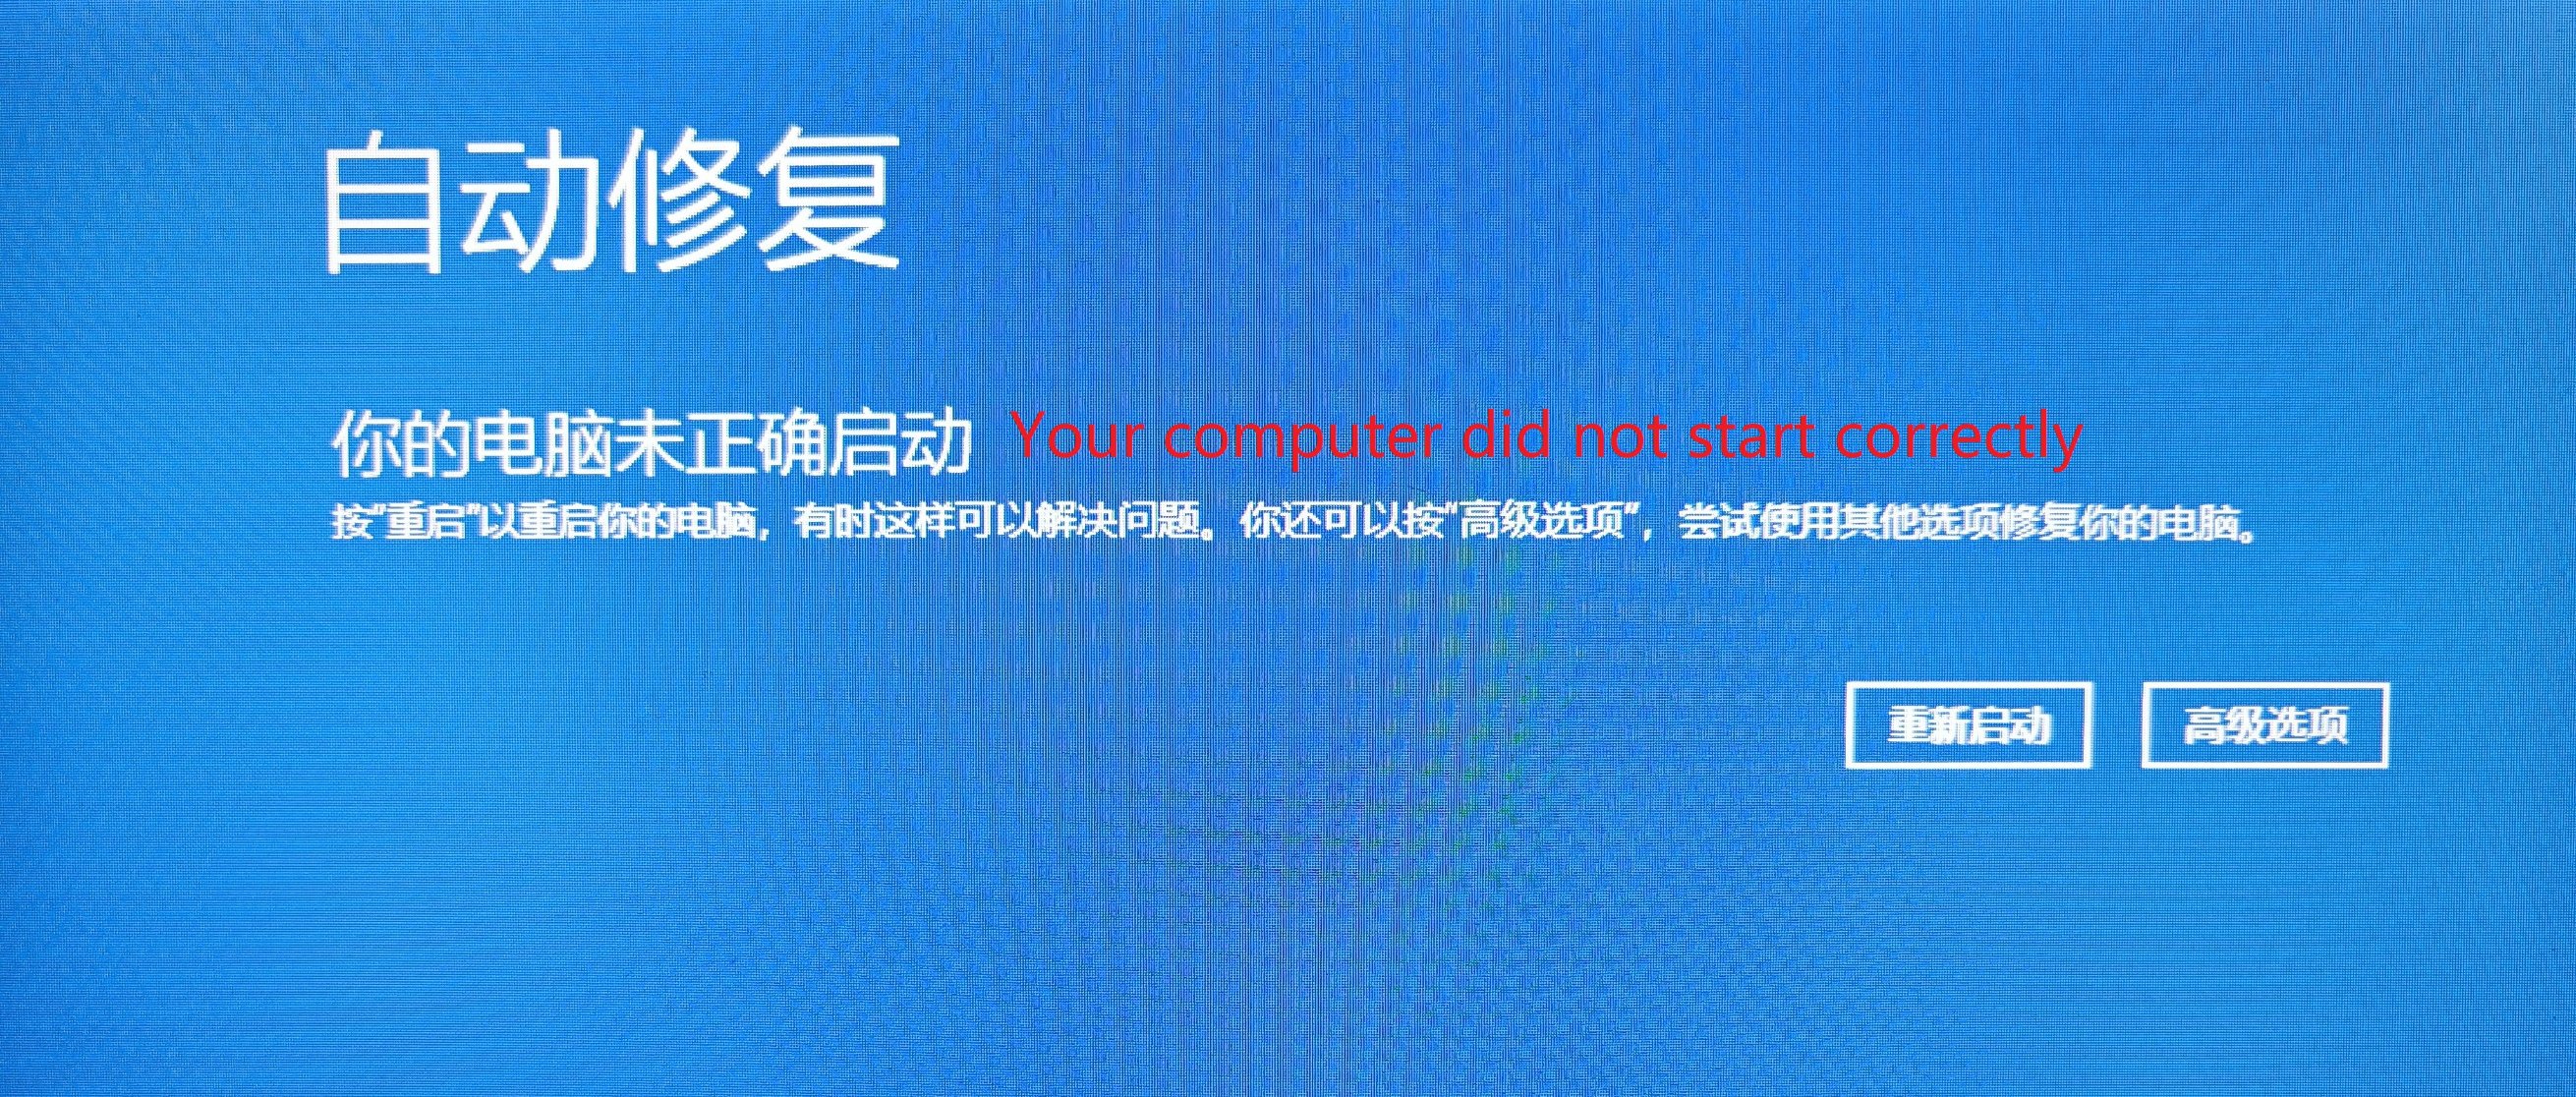 自动修复
你的电脑未正确启动 Your computer did not start correctly
按"重启"以重启你的电脑，有时这样可以解决问题。你还可以按"高级选项"，尝试使用其他选项修复你的电脑。
重新启动 高级选项